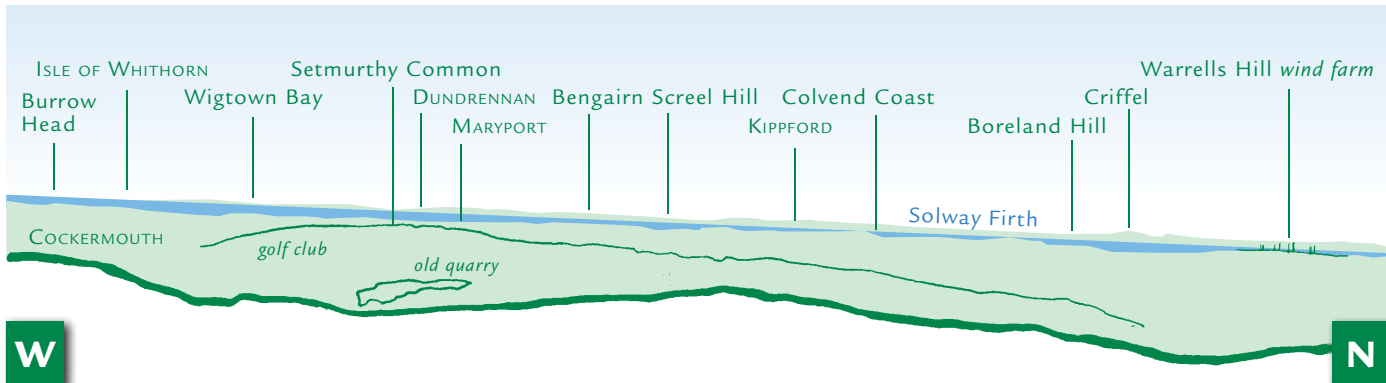 ISLE OF WHITHORN
Setmurthy Common
Warrells Hill wind farm
Burrow
Head
Wigtown Bay
DUNDRENNAN
Bengairn Screel Hill
Colvend Coast
Criffel
MARYPORT
KIPPFORD
Boreland Hill
Solway Firth
COCKERMOUTH
golf club
old quarry
W
N